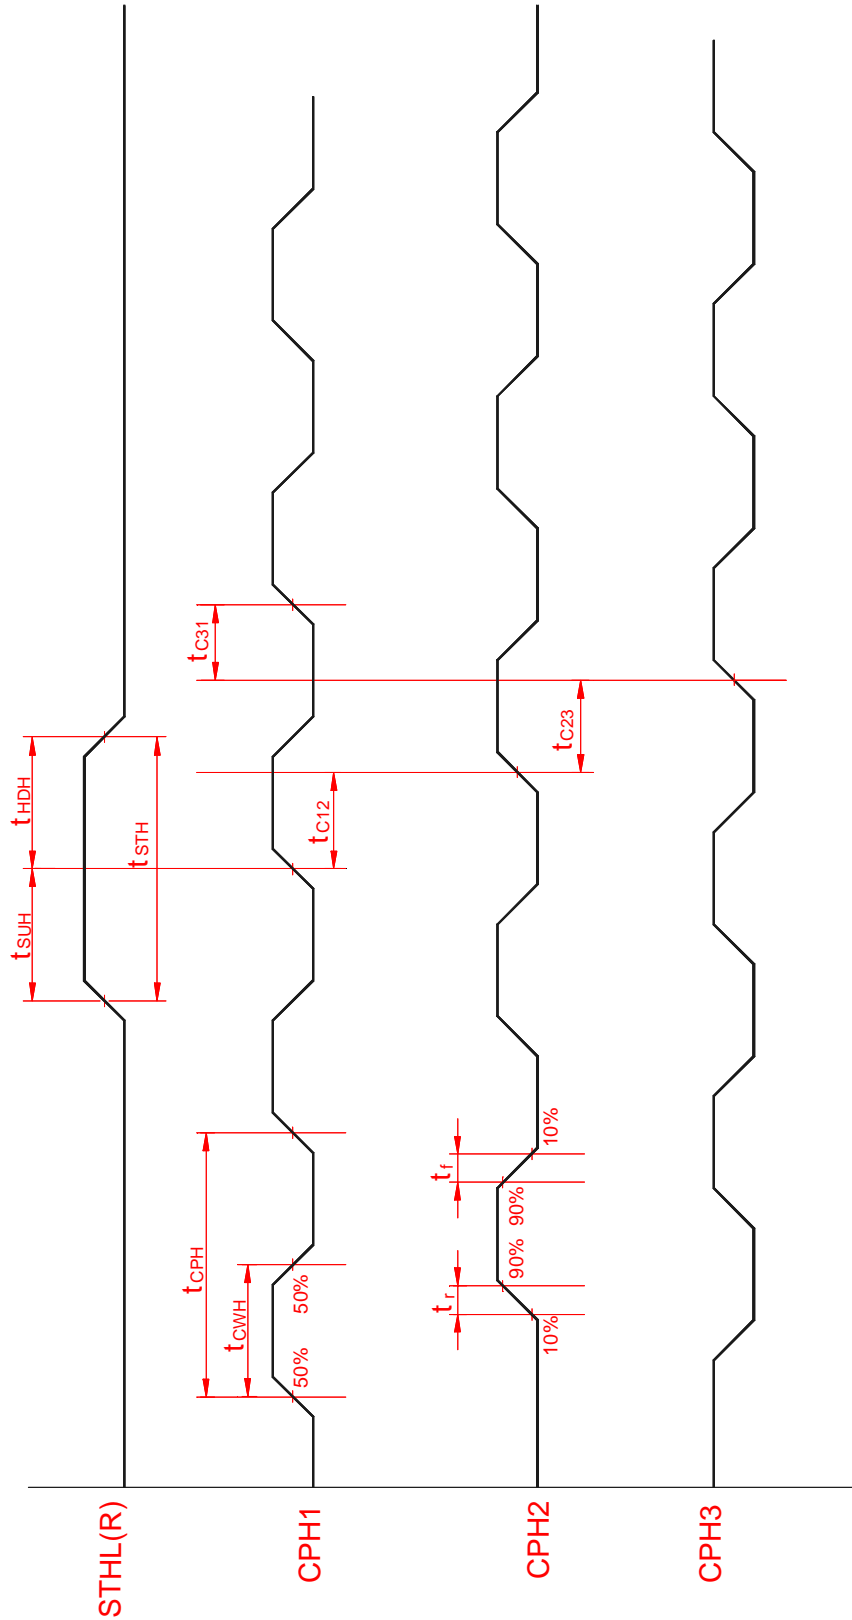 STHL(R)
tSUH
tHDH
tSTH
CPH1
tCPH
tCWH
50%
50%
tC12
tC31
CPH2
tr
tf
10%
90%
90%
10%
tC23
CPH3